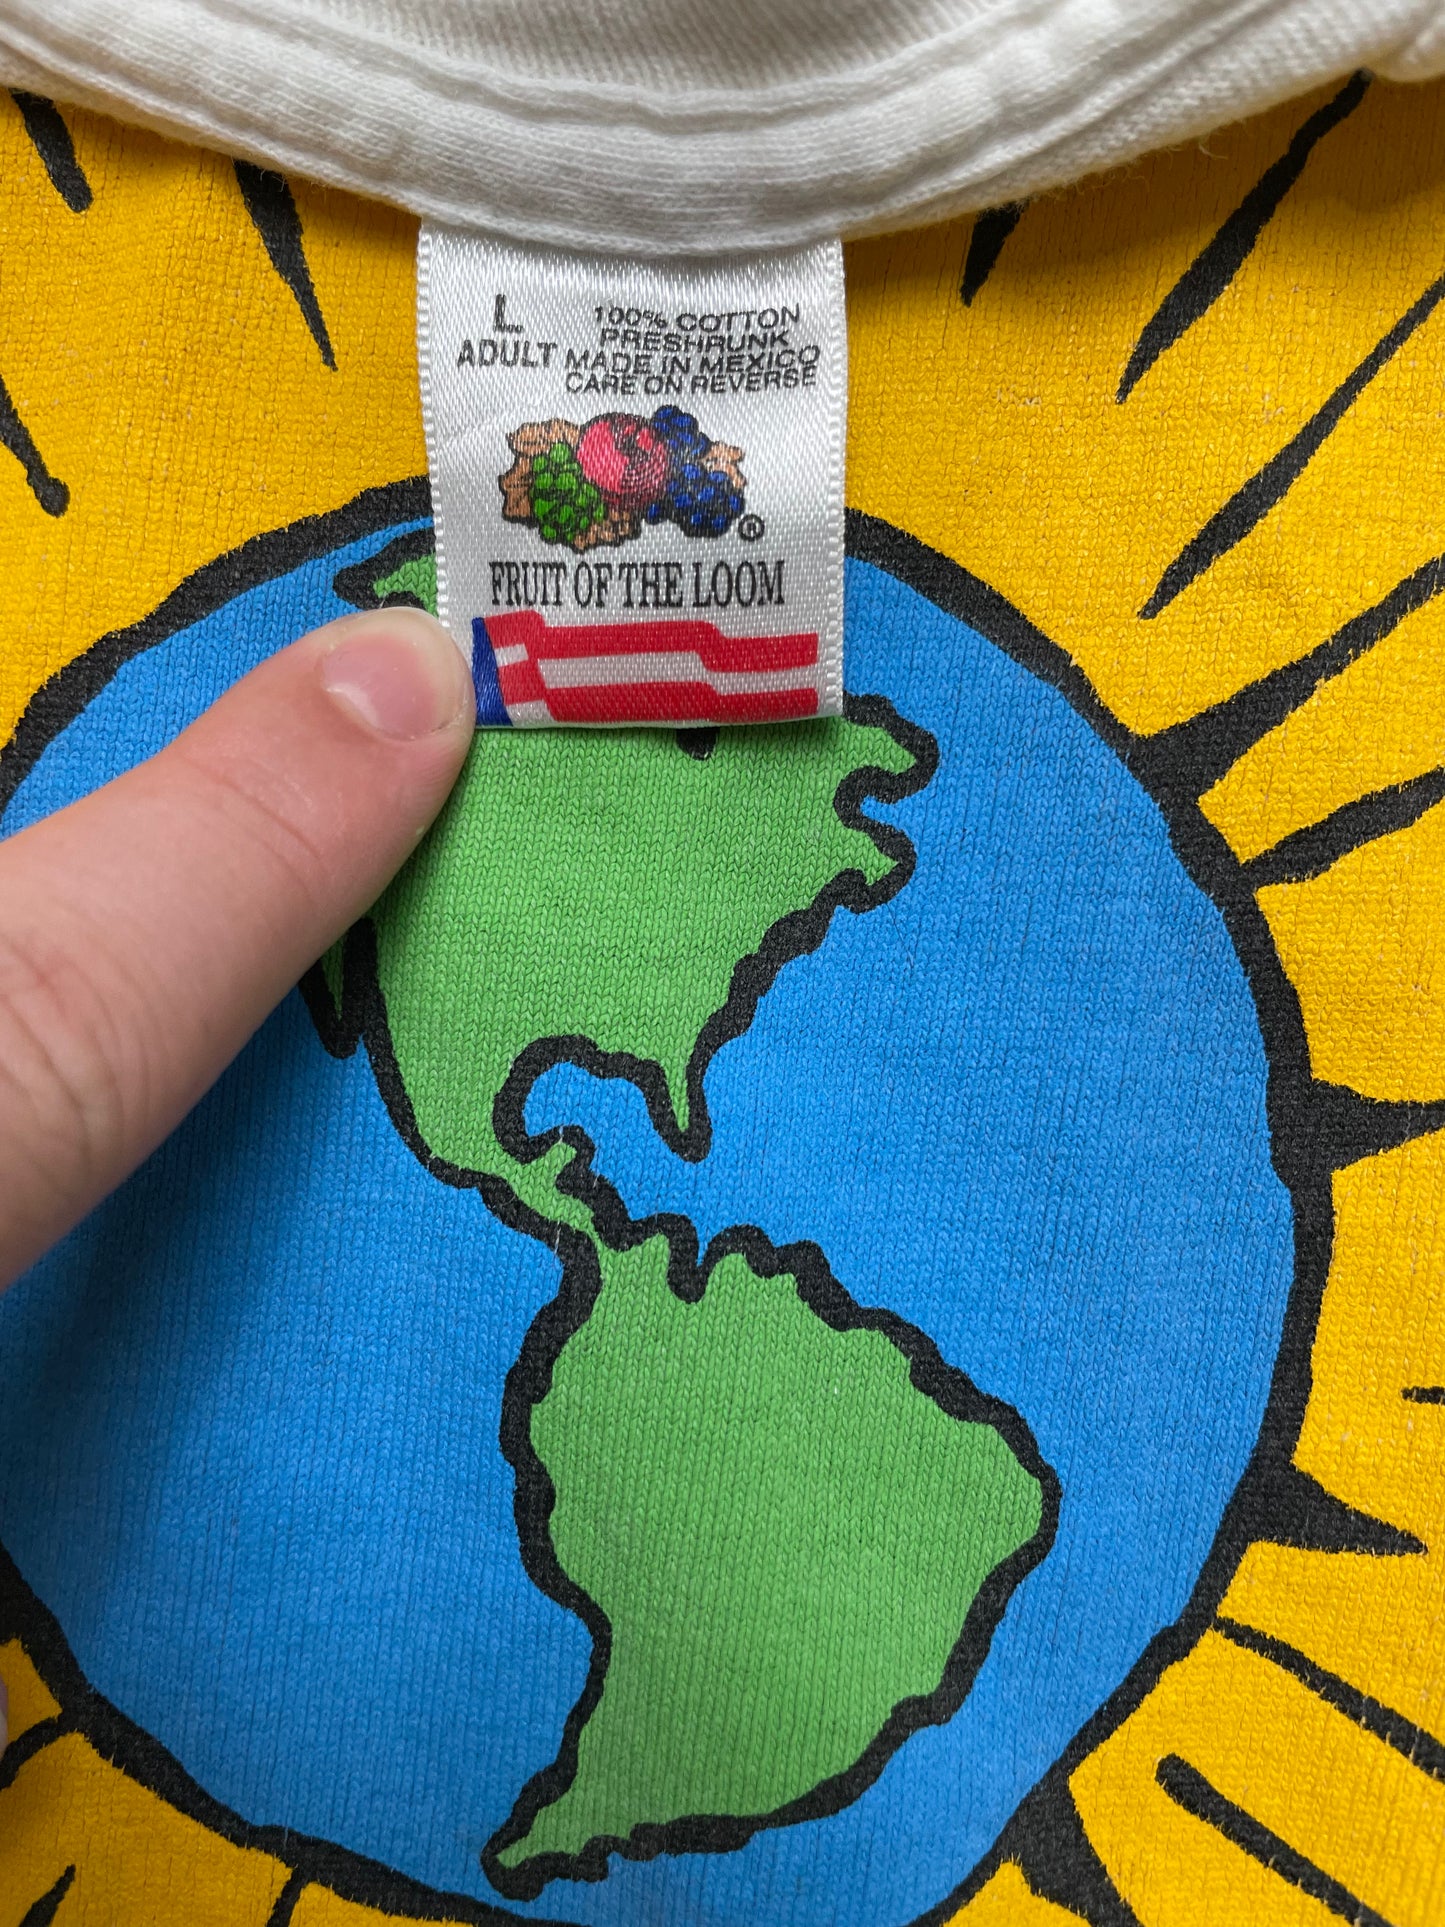 L
ADULT
100% COTTON
PRESHRUNK
MADE IN MEXICO
CARE ON REVERSE
®
FRUIT OF THE LOOM